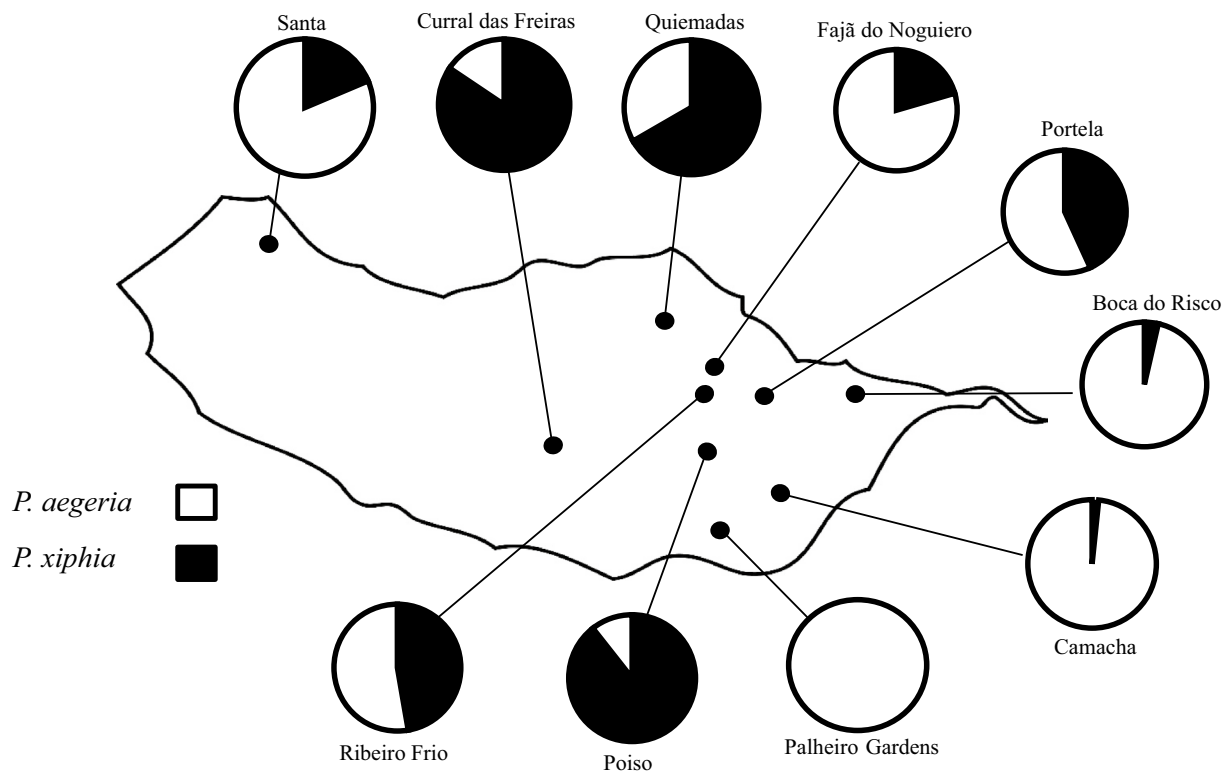 Santa
Curral das Freiras
Quiemadas
Fajã do Noguiero
Portela
Boca do Risco
P. aegeria
P. xiphia
Camacha
Ribeiro Frio
Poiso
Palheiro Gardens